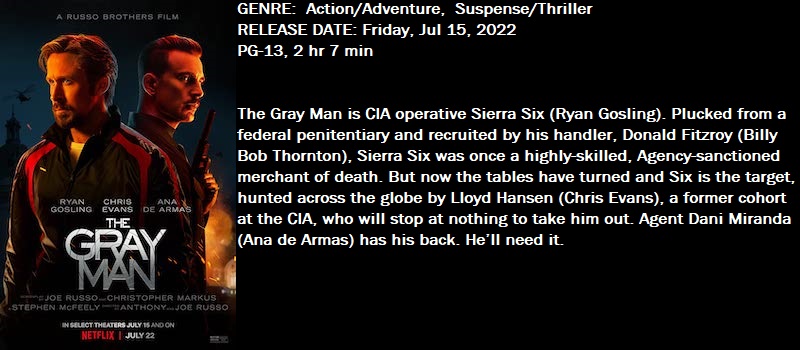 A RUSSO BROTHERS FILM
RYAN GOSLING
CHRIS EVANS
ANA DE ARMAS
THE
GRAY
MAN
JOE RUSSO
CHRISTOPHER MARKUS
STEPHEN McFEELY
ANTHONY
JOE RUSSO
IN SELECT THEATERS JULY 15 AND ON
NETFLIX | JULY 22
GENRE: Action/Adventure, Suspense/Thriller
RELEASE DATE: Friday, Jul 15, 2022
PG-13, 2 hr 7 min
The Gray Man is CIA operative Sierra Six (Ryan Gosling). Plucked from a
federal penitentiary and recruited by his handler, Donald Fitzroy (Billy
Bob Thornton), Sierra Six was once a highly-skilled, Agency-sanctioned
merchant of death. But now the tables have turned and Six is the target,
hunted across the globe by Lloyd Hansen (Chris Evans), a former cohort
at the CIA, who will stop at nothing to take him out. Agent Dani Miranda
(Ana de Armas) has his back. He’ll need it.